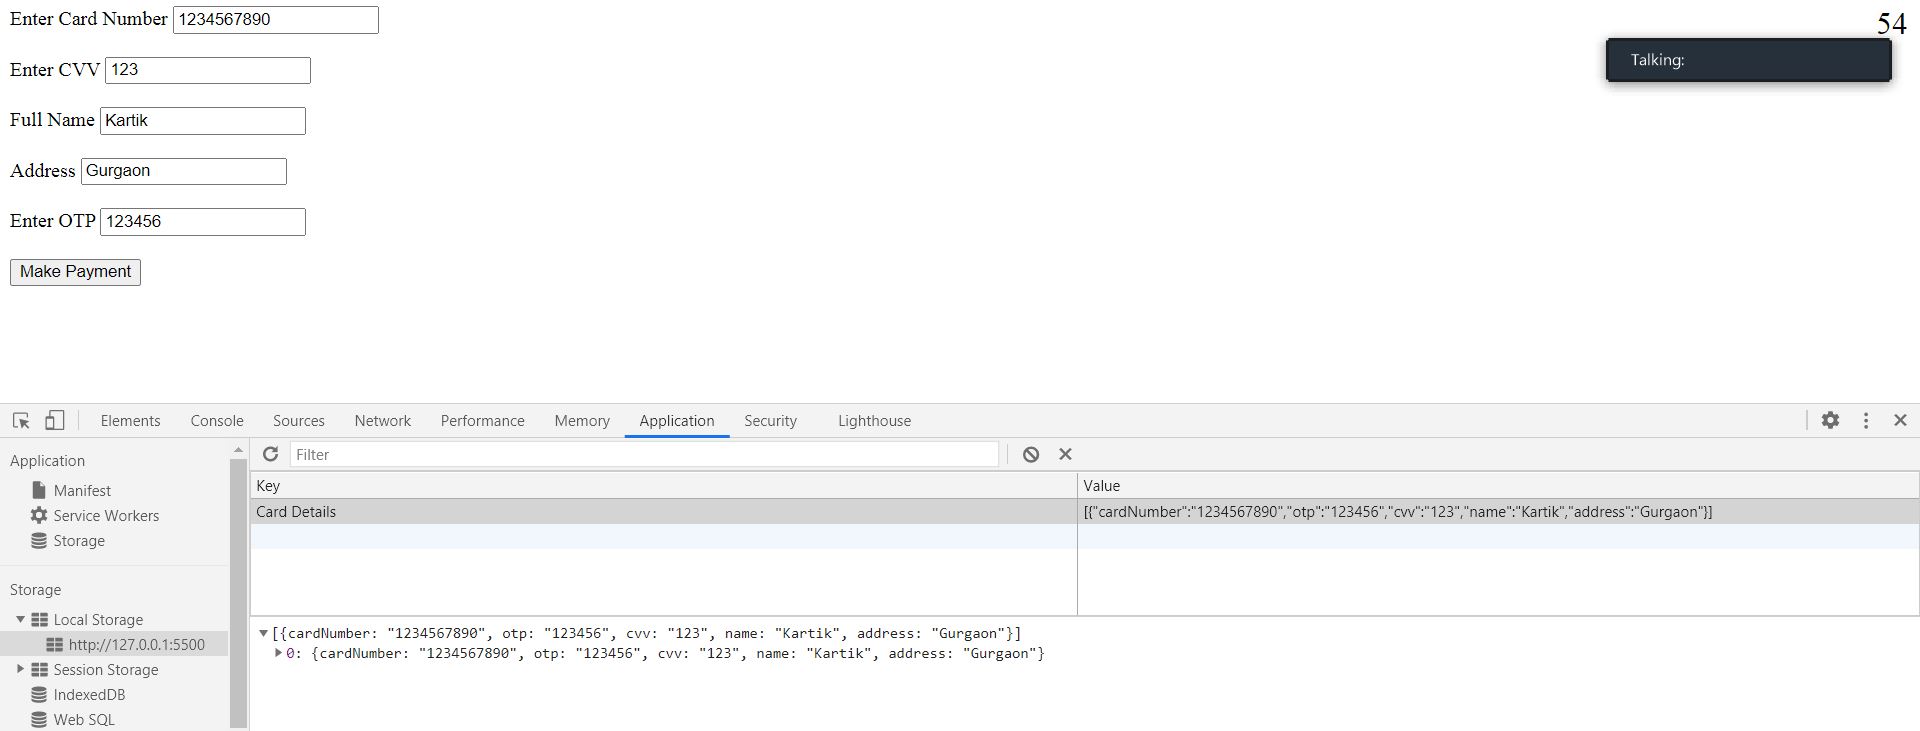 Enter Card Number 1234567890
54
Talking:
Enter CVV 123
Full Name Kartik
Address Gurgaon
Enter OTP 123456
Make Payment
Elements Console Sources Network Performance Memory Application Security Lighthouse
Application
Manifest
Service Workers
Storage
Storage
Local Storage
http://127.0.0.1:5500
Session Storage
IndexedDB
Web SQL
Filter
Key Value
Card Details [{"cardNumber":"1234567890","otp":"123456","cvv":"123","name":"Kartik","address":"Gurgaon"}]
[{cardNumber: "1234567890", otp: "123456", cvv: "123", name: "Kartik", address: "Gurgaon"}]
0: {cardNumber: "1234567890", otp: "123456", cvv: "123", name: "Kartik", address: "Gurgaon"}